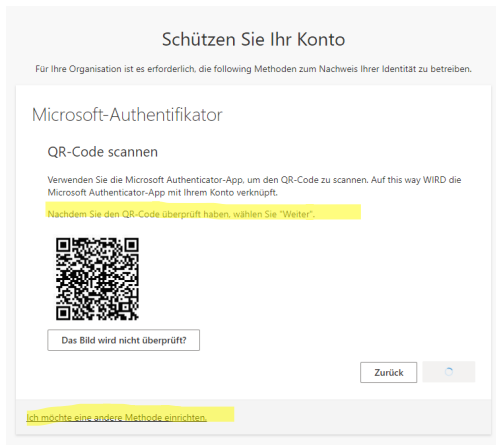 Schützen Sie Ihr Konto
Für Ihre Organisation ist es erforderlich, die following Methoden zum Nachweis Ihrer Identität zu betreiben.
Microsoft-Authentifikator
QR-Code scannen
Verwenden Sie die Microsoft Authenticator-App, um den QR-Code zu scannen. Auf this way WIRD die
Microsoft Authenticator-App mit Ihrem Konto verknüpft.
Nachdem Sie den QR-Code überprüft haben, wählen Sie "Weiter".
Das Bild wird nicht überprüft?
Zurück
Ich möchte eine andere Methode einrichten.